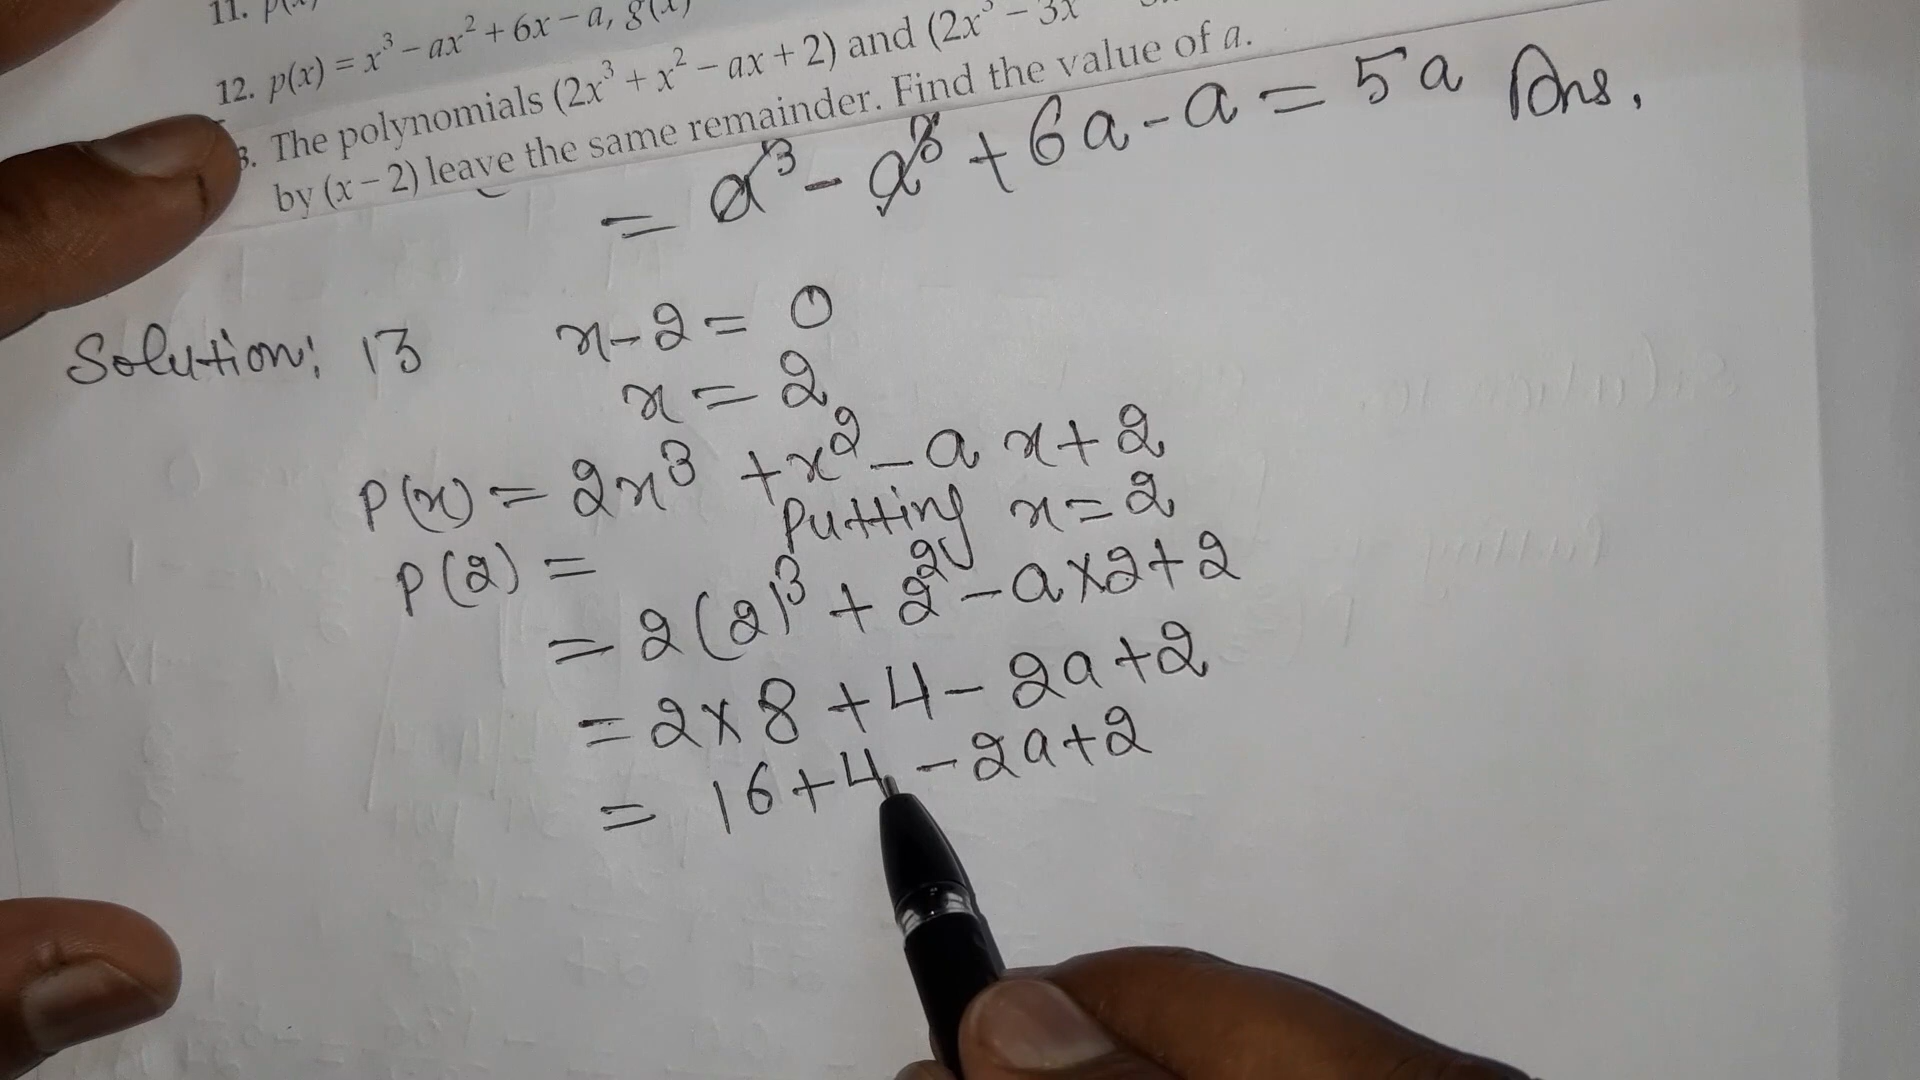 11. p(x)
12. p(x) = x³ − ax² + 6x − a, g(x)
3. The polynomials (2x³ + x² − ax + 2) and (2x³ − 3x
by (x − 2) leave the same remainder. Find the value of a.
= a³ − a³ + 6a − a = 5a Ans.
Solution: 13 x − 2 = 0
x = 2
P(x) = 2x³ + x² − a x + 2
Putting x = 2
P(2) =
= 2(2)³ + 2² − a×2 + 2
= 2×8 + 4 − 2a + 2
= 16 + 4 − 2a + 2